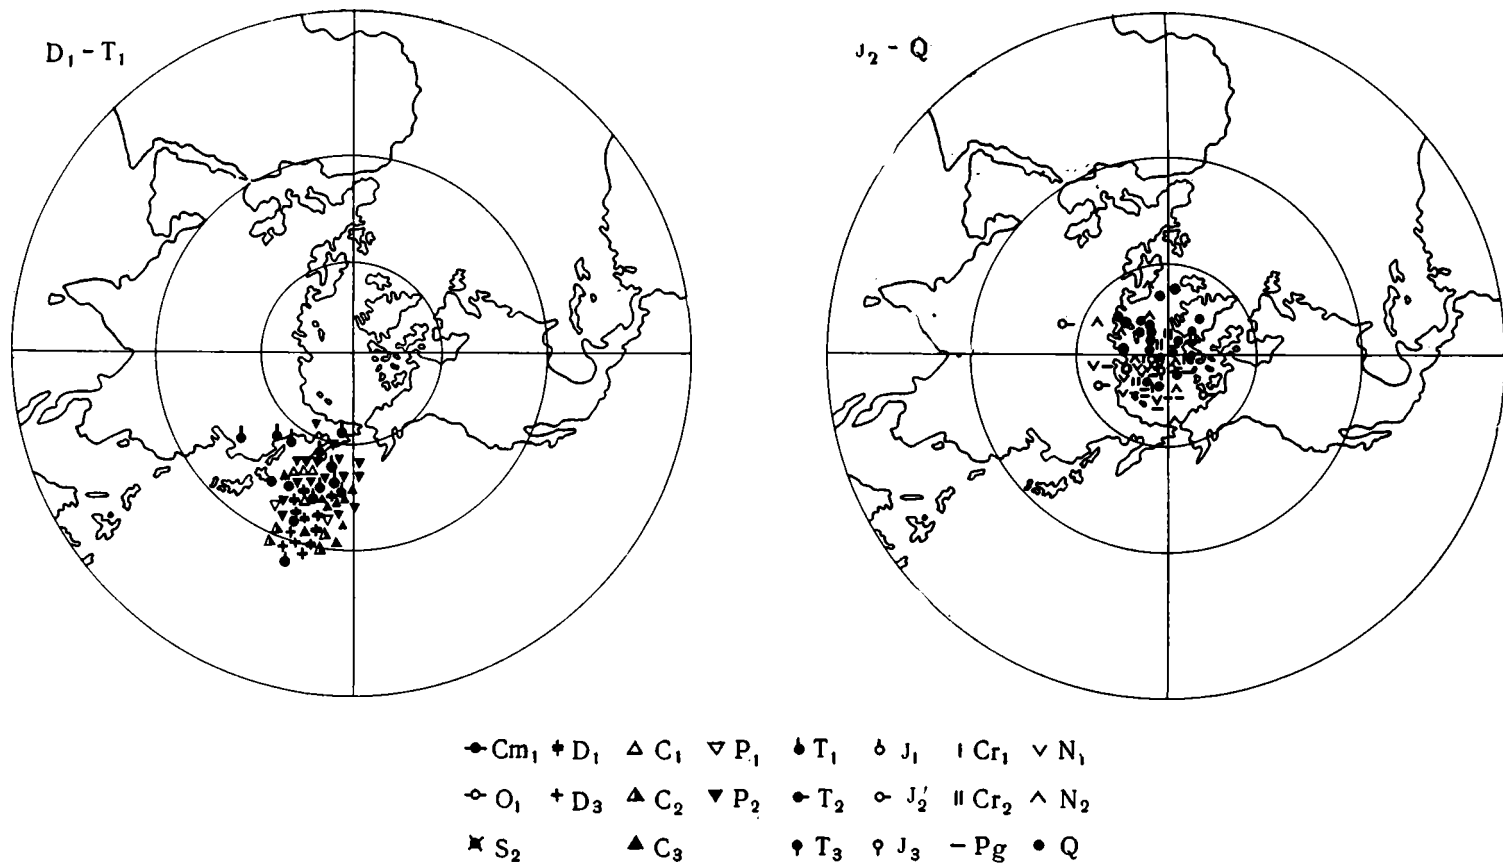 D₁ - T₁
J₂ - Q
Cm₁ D₁ C₁ P₁ T₁ J₁ Cr₁ N₁
O₁ D₃ C₂ P₂ T₂ J₂' Cr₂ N₂
S₂ C₃ T₃ J₃ Pg Q